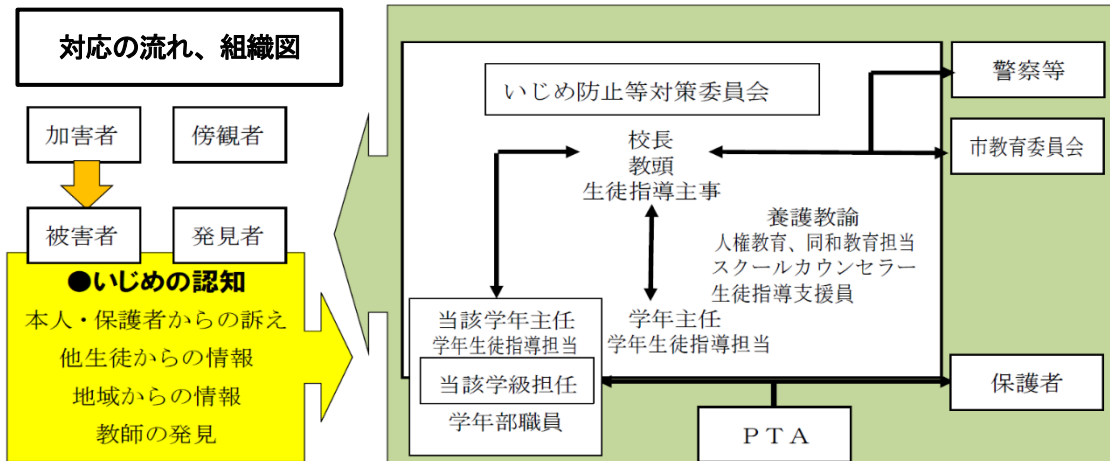 対応の流れ、組織図
加害者
傍観者
被害者
発見者
●いじめの認知
本人・保護者からの訴え
他生徒からの情報
地域からの情報
教師の発見
いじめ防止等対策委員会
校長
教頭
生徒指導主事
養護教諭
人権教育、同和教育担当
スクールカウンセラー
生徒指導支援員
当該学年主任
学年生徒指導担当
当該学級担任
学年部職員
学年主任
学年生徒指導担当
警察等
市教育委員会
保護者
ＰＴＡ